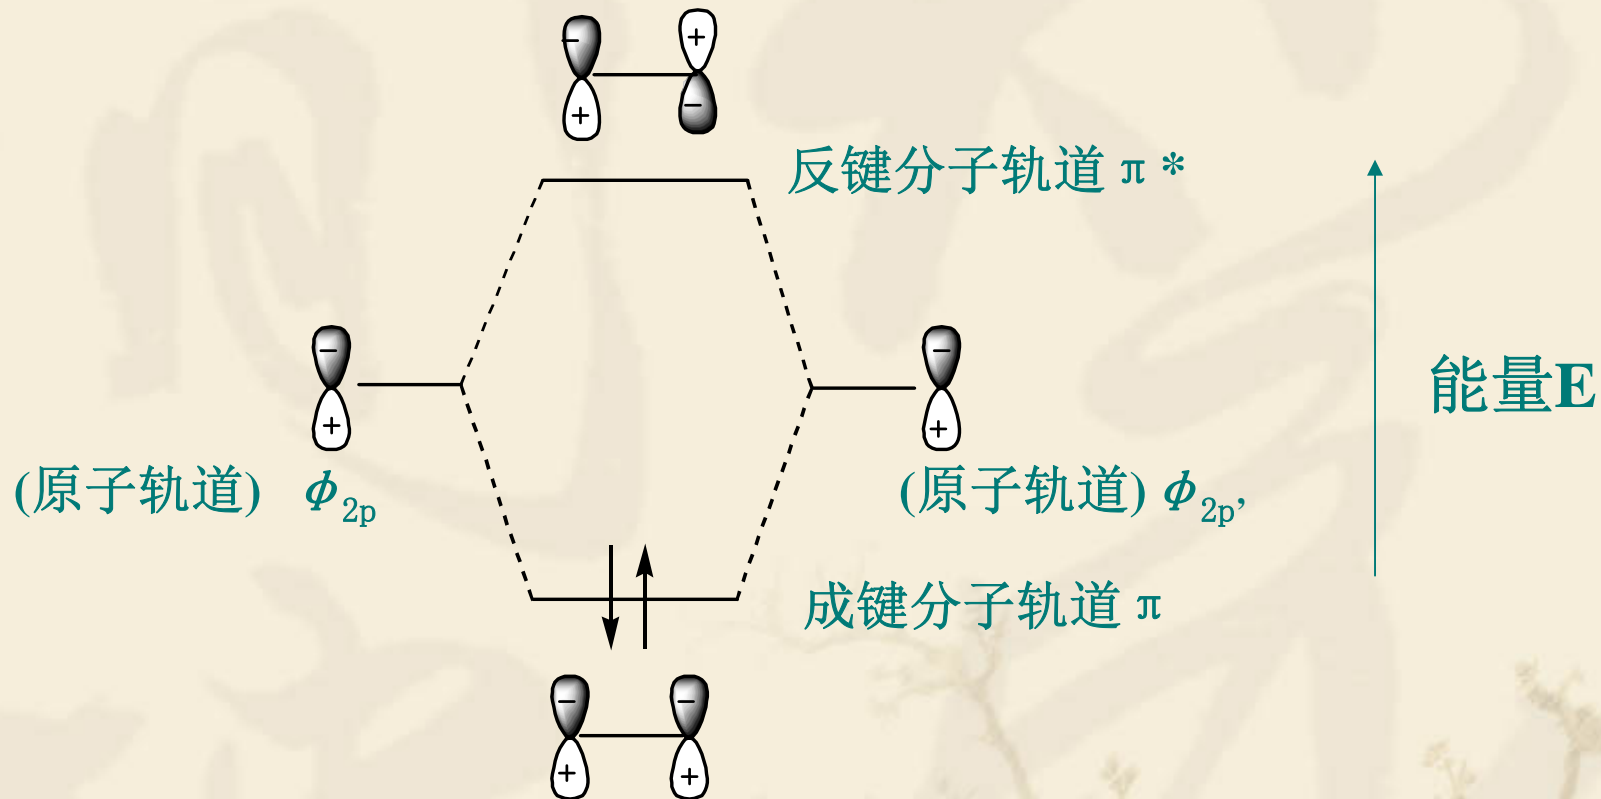 − +
+ −
反键分子轨道 π *
− −
能量E
+ +
(原子轨道) ϕ2p
(原子轨道) ϕ2p,
成键分子轨道 π
− −
+ +